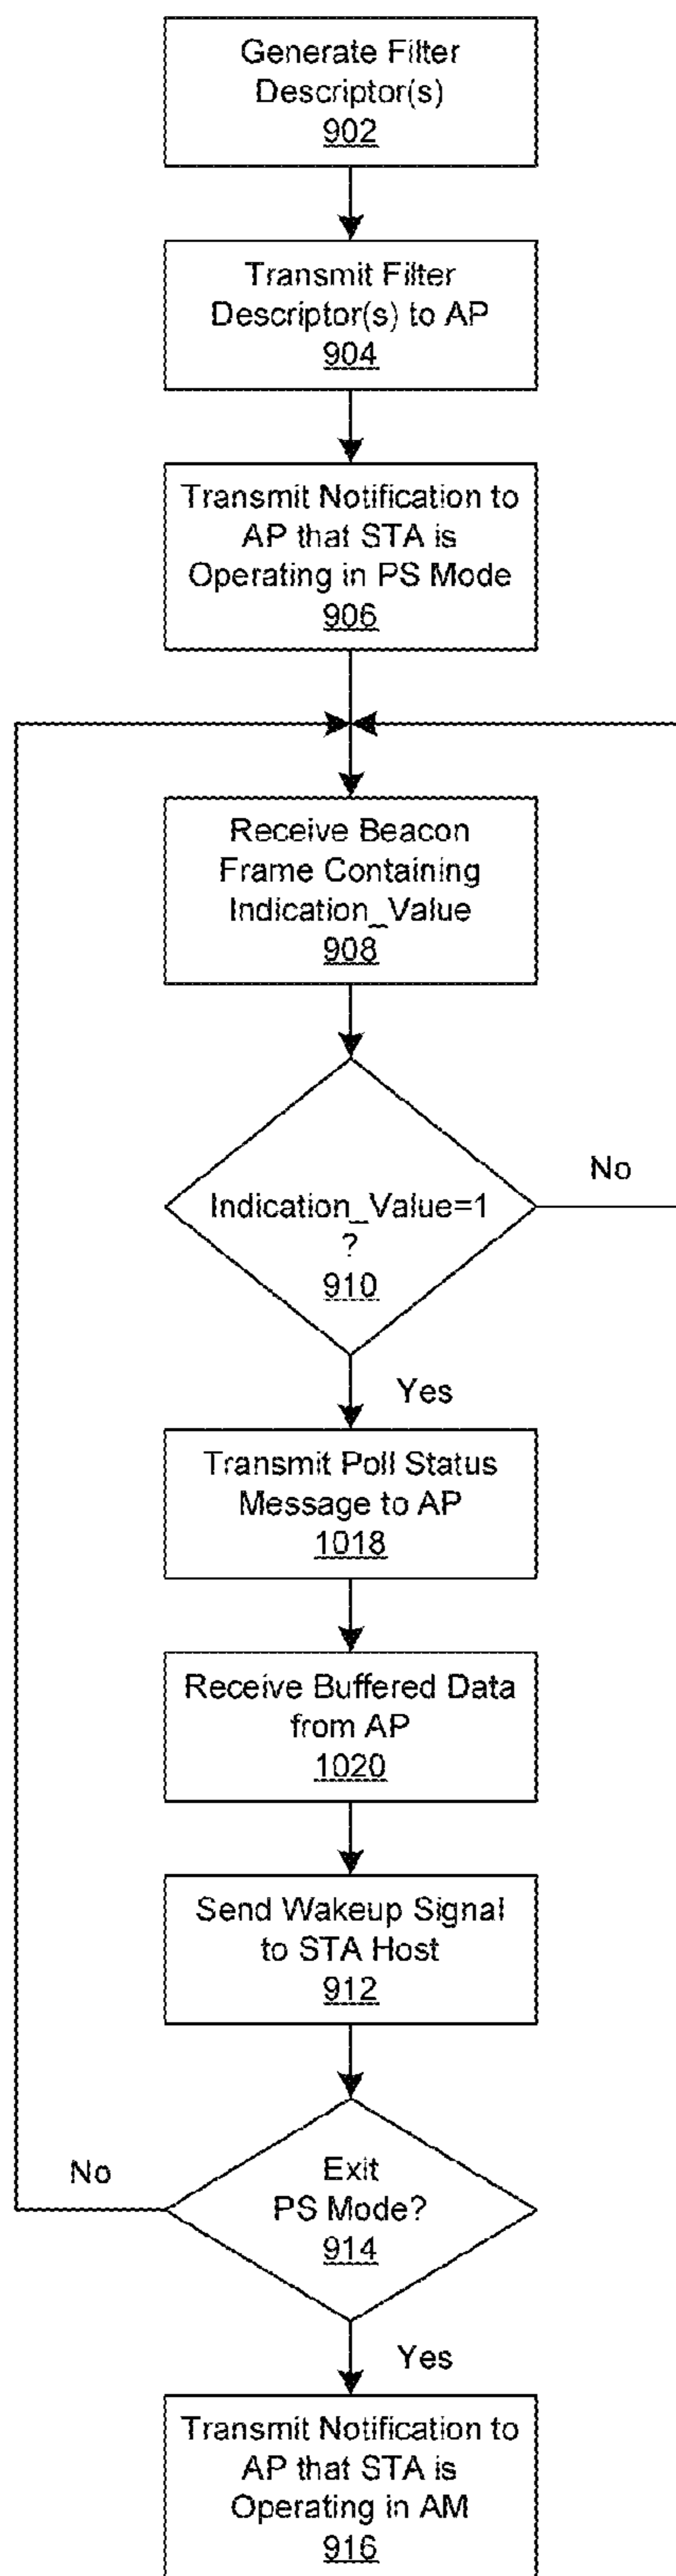 Generate Filter
Descriptor(s)
902
Transmit Filter
Descriptor(s) to AP
904
Transmit Notification to
AP that STA is
Operating in PS Mode
906
Receive Beacon
Frame Containing
Indication_Value
908
No
Indication_Value=1
?
910
Yes
Transmit Poll Status
Message to AP
1018
Receive Buffered Data
from AP
1020
Send Wakeup Signal
to STA Host
912
No
Exit
PS Mode?
914
Yes
Transmit Notification to
AP that STA is
Operating in AM
916